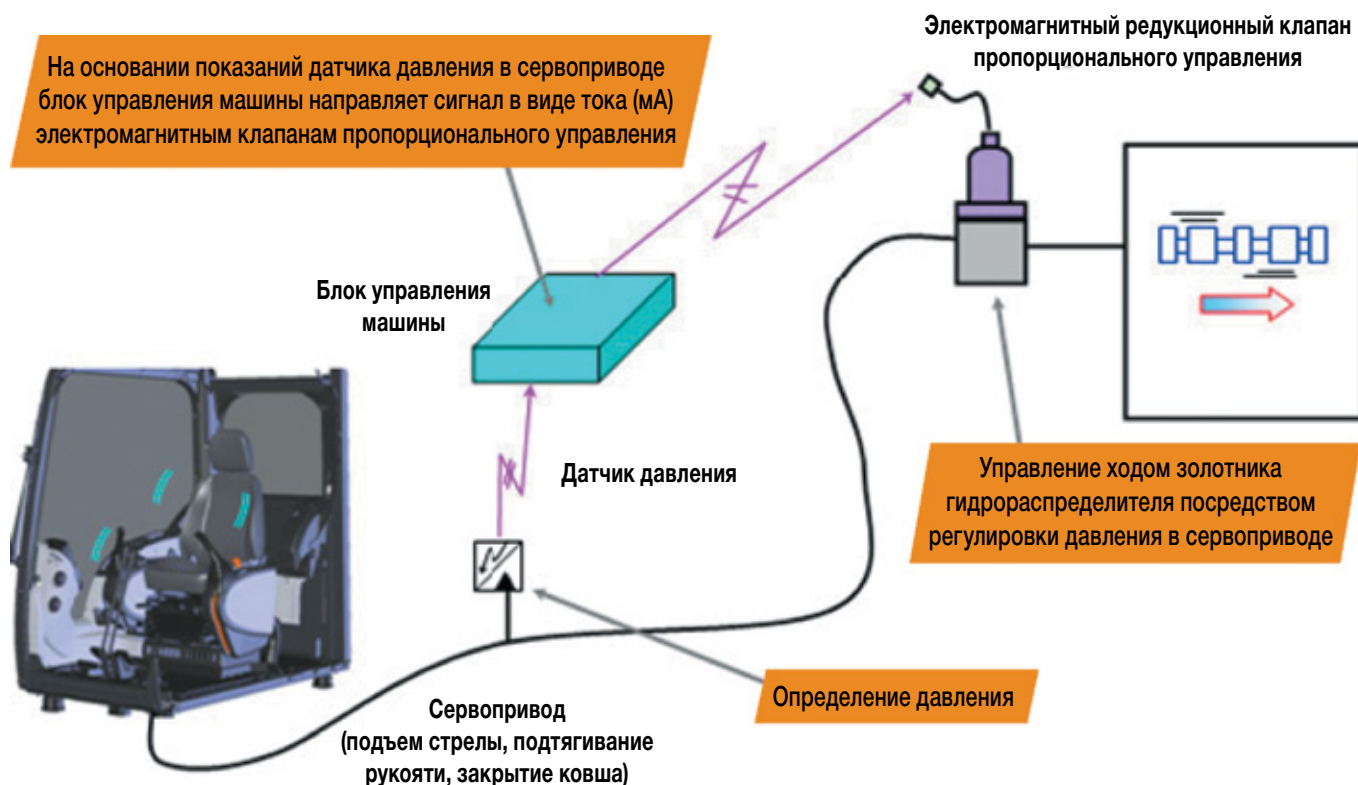 Электромагнитный редукционный клапан
пропорционального управления
На основании показаний датчика давления в сервоприводе
блок управления машины направляет сигнал в виде тока (мА)
электромагнитным клапанам пропорционального управления
Блок управления
машины
Датчик давления
Управление ходом золотника
гидрораспределителя посредством
регулировки давления в сервоприводе
Определение давления
Сервопривод
(подъем стрелы, подтягивание
рукояти, закрытие ковша)